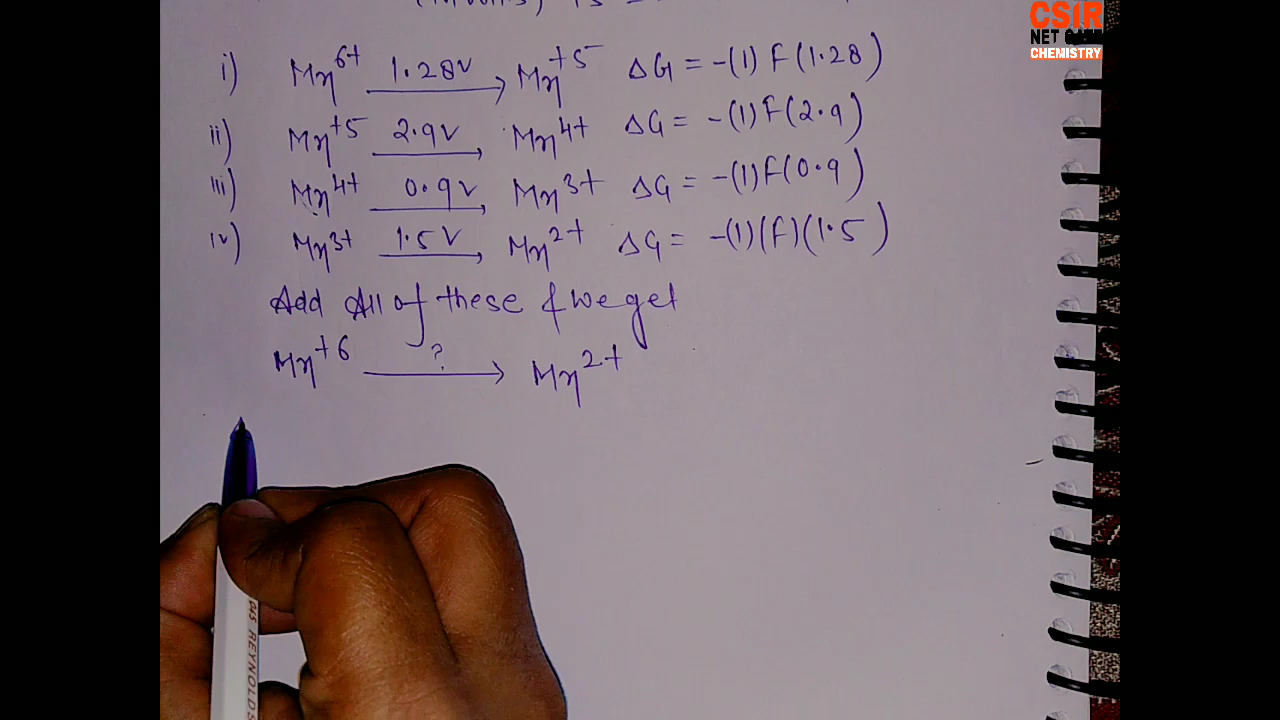 CSIR
NET GATE
CHEMISTRY
i) Mn6+ 1.28V → Mn+5 ΔG = -(1) F(1.28)
ii) Mn+5 2.9V → Mn4+ ΔG = -(1)F(2.9)
iii) Mn4+ 0.9V → Mn3+ ΔG = -(1)F(0.9)
iv) Mn3+ 1.5V → Mn2+ ΔG = -(1)(F)(1.5)
Add All of these & we get
Mn+6 ? → Mn2+
REYNOLDS